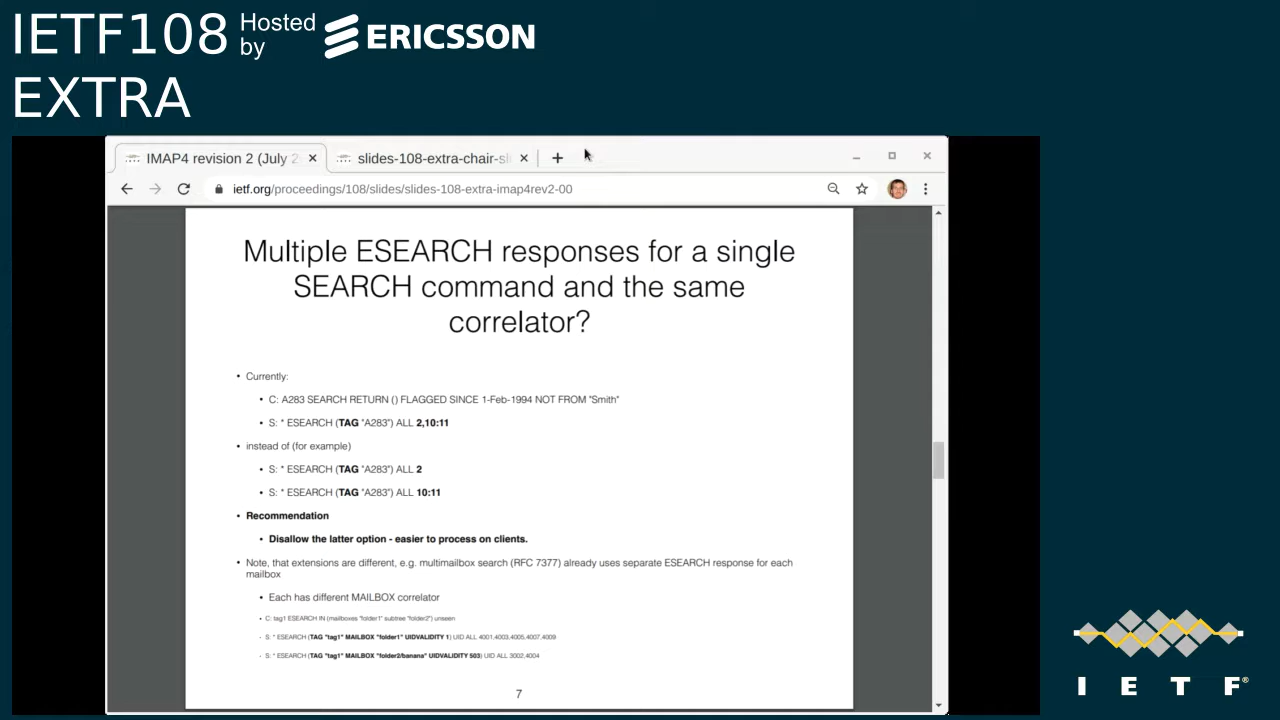 IETF108 Hosted by ERICSSON
EXTRA
IMAP4 revision 2 (July 2
slides-108-extra-chair-sl
ietf.org/proceedings/108/slides/slides-108-extra-imap4rev2-00
Multiple ESEARCH responses for a single
SEARCH command and the same
correlator?
• Currently:
• C: A283 SEARCH RETURN () FLAGGED SINCE 1-Feb-1994 NOT FROM "Smith"
• S: * ESEARCH (TAG "A283") ALL 2,10:11
• instead of (for example)
• S: * ESEARCH (TAG "A283") ALL 2
• S: * ESEARCH (TAG "A283") ALL 10:11
• Recommendation
• Disallow the latter option - easier to process on clients.
• Note, that extensions are different, e.g. multimailbox search (RFC 7377) already uses separate ESEARCH response for each
mailbox
• Each has different MAILBOX correlator
• C: tag1 ESEARCH IN (mailboxes "folder1" subtree "folder2") unseen
- S: * ESEARCH (TAG "tag1" MAILBOX "folder1" UIDVALIDITY 1) UID ALL 4001,4003,4005,4007,4009
- S: * ESEARCH (TAG "tag1" MAILBOX "folder2/banana" UIDVALIDITY 503) UID ALL 3002,4004
7
I E T F®